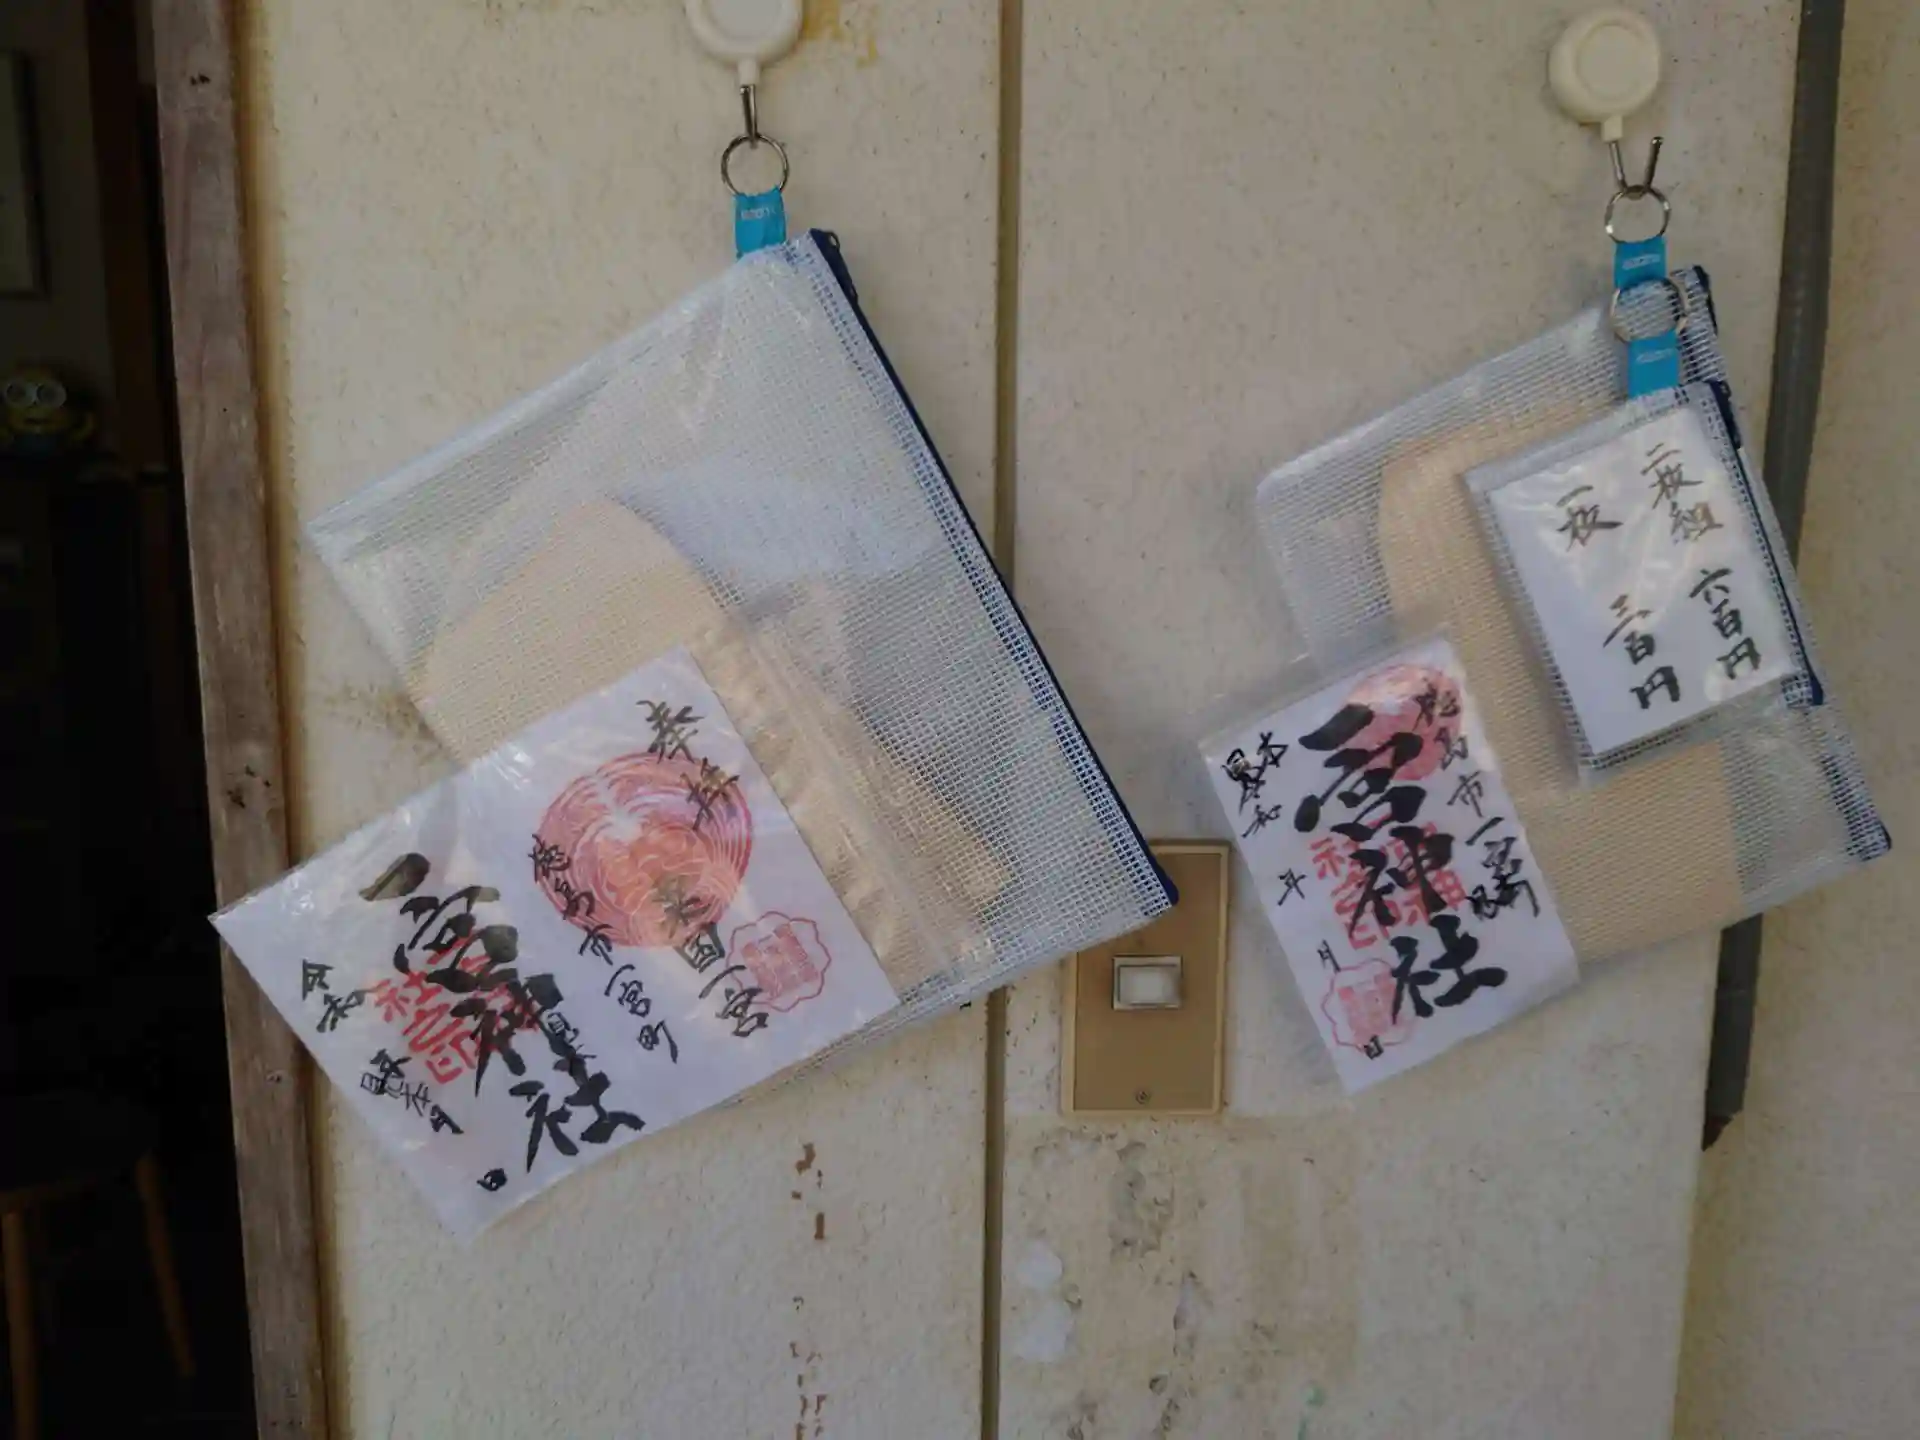 奉拝
粟国一宮
徳島市一宮町
一宮神社
令和
年
月
日
二枚組 六百円
一枚 三百円
徳島市一宮町
一宮神社
令和
年
月
日